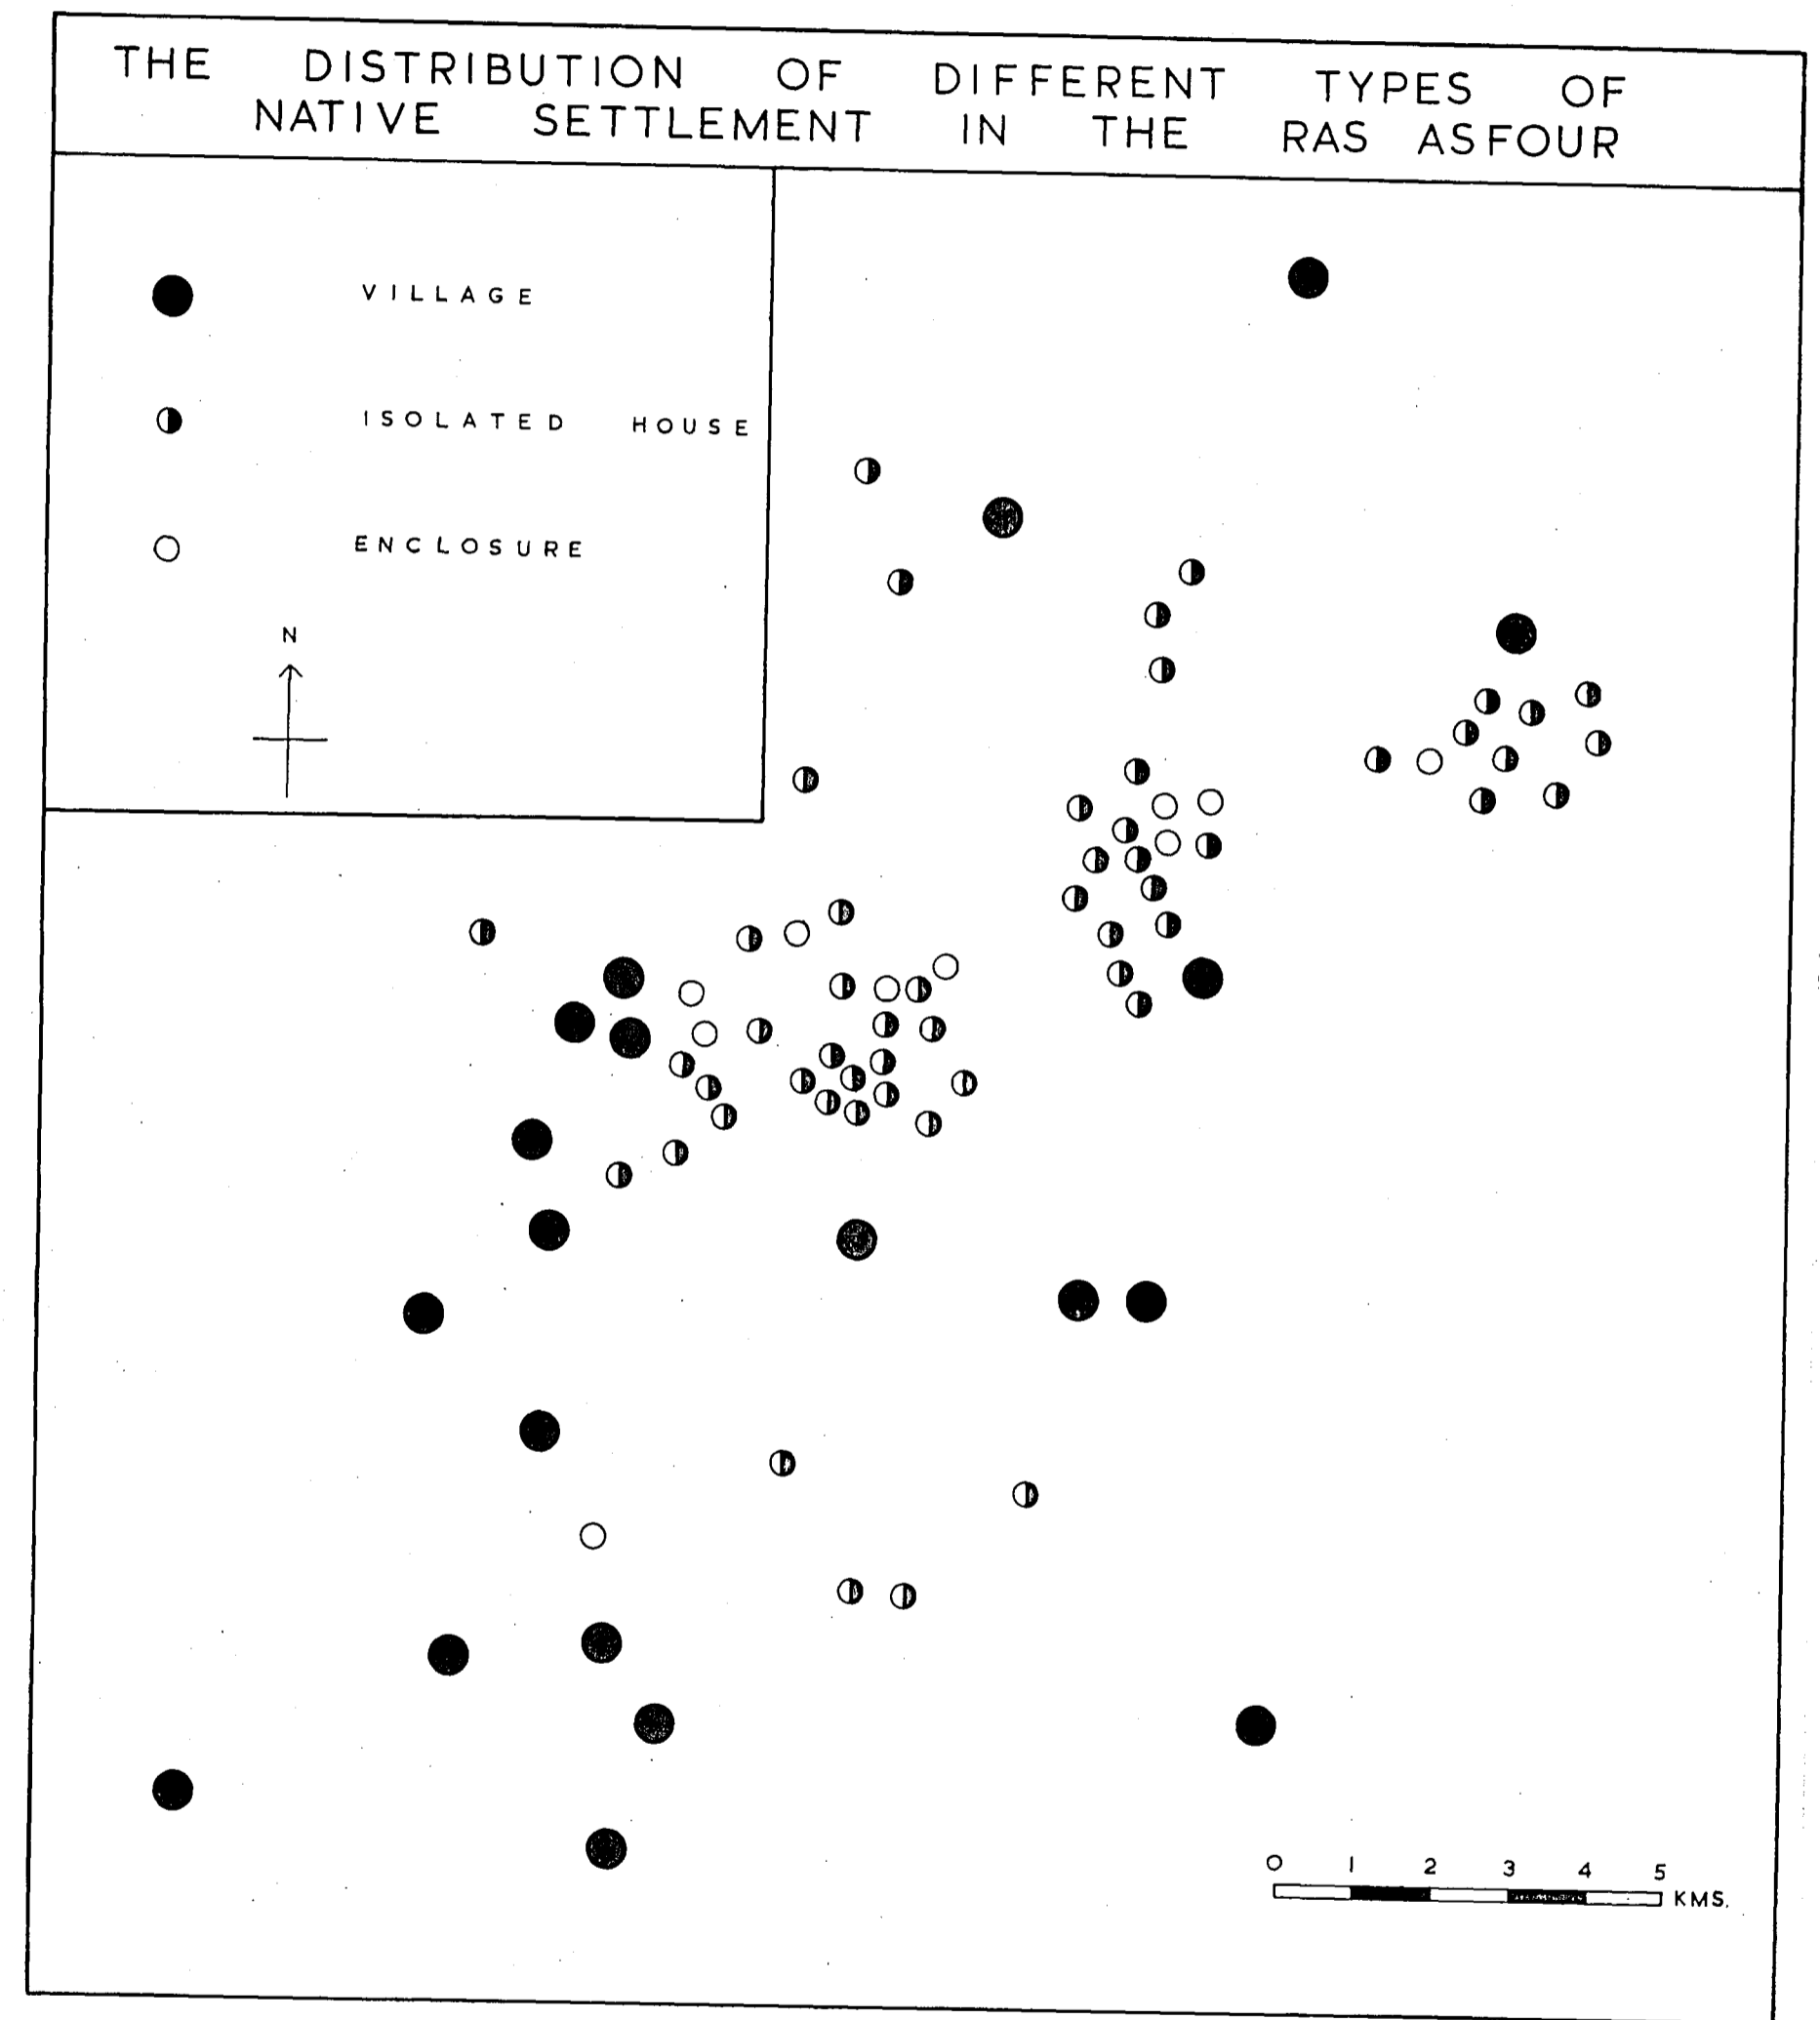 THE DISTRIBUTION OF DIFFERENT TYPES OF
NATIVE SETTLEMENT IN THE RAS ASFOUR
VILLAGE
ISOLATED HOUSE
ENCLOSURE
N
0 1 2 3 4 5
KMS.